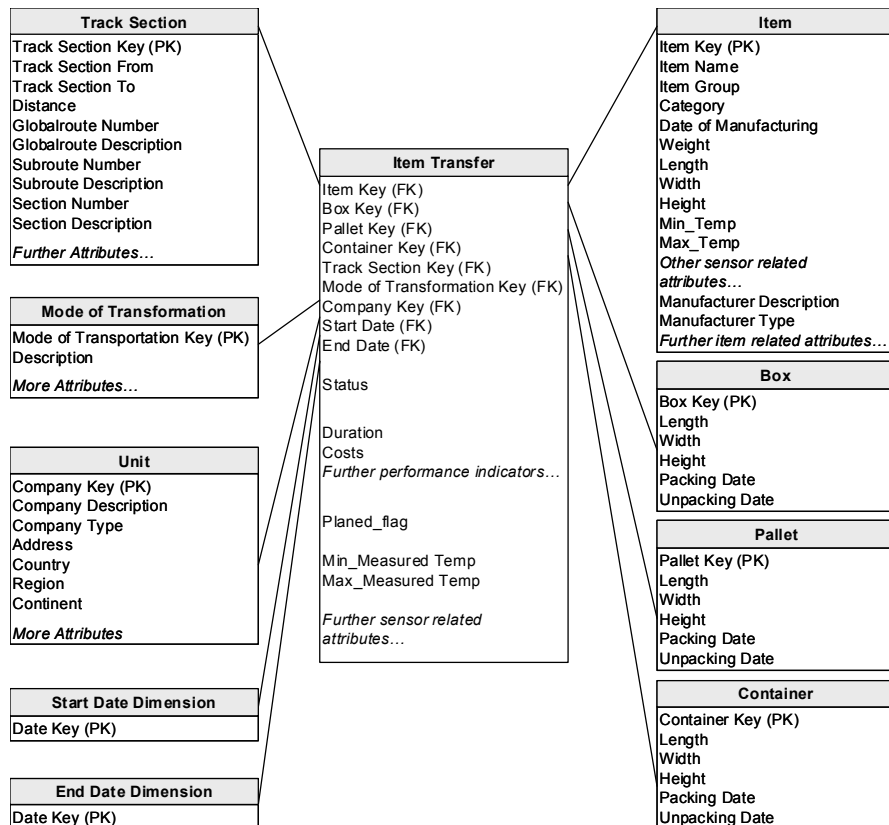 Track Section
Track Section Key (PK)
Track Section From
Track Section To
Distance
Globalroute Number
Globalroute Description
Subroute Number
Subroute Description
Section Number
Section Description
Further Attributes…
Mode of Transformation
Mode of Transportation Key (PK)
Description
More Attributes…
Unit
Company Key (PK)
Company Description
Company Type
Address
Country
Region
Continent
More Attributes
Start Date Dimension
Date Key (PK)
End Date Dimension
Date Key (PK)
Item Transfer
Item Key (FK)
Box Key (FK)
Pallet Key (FK)
Container Key (FK)
Track Section Key (FK)
Mode of Transformation Key (FK)
Company Key (FK)
Start Date (FK)
End Date (FK)
Status
Duration
Costs
Further performance indicators…
Planed_flag
Min_Measured Temp
Max_Measured Temp
Further sensor related
attributes…
Item
Item Key (PK)
Item Name
Item Group
Category
Date of Manufacturing
Weight
Length
Width
Height
Min_Temp
Max_Temp
Other sensor related
attributes…
Manufacturer Description
Manufacturer Type
Further item related attributes…
Box
Box Key (PK)
Length
Width
Height
Packing Date
Unpacking Date
Pallet
Pallet Key (PK)
Length
Width
Height
Packing Date
Unpacking Date
Container
Container Key (PK)
Length
Width
Height
Packing Date
Unpacking Date